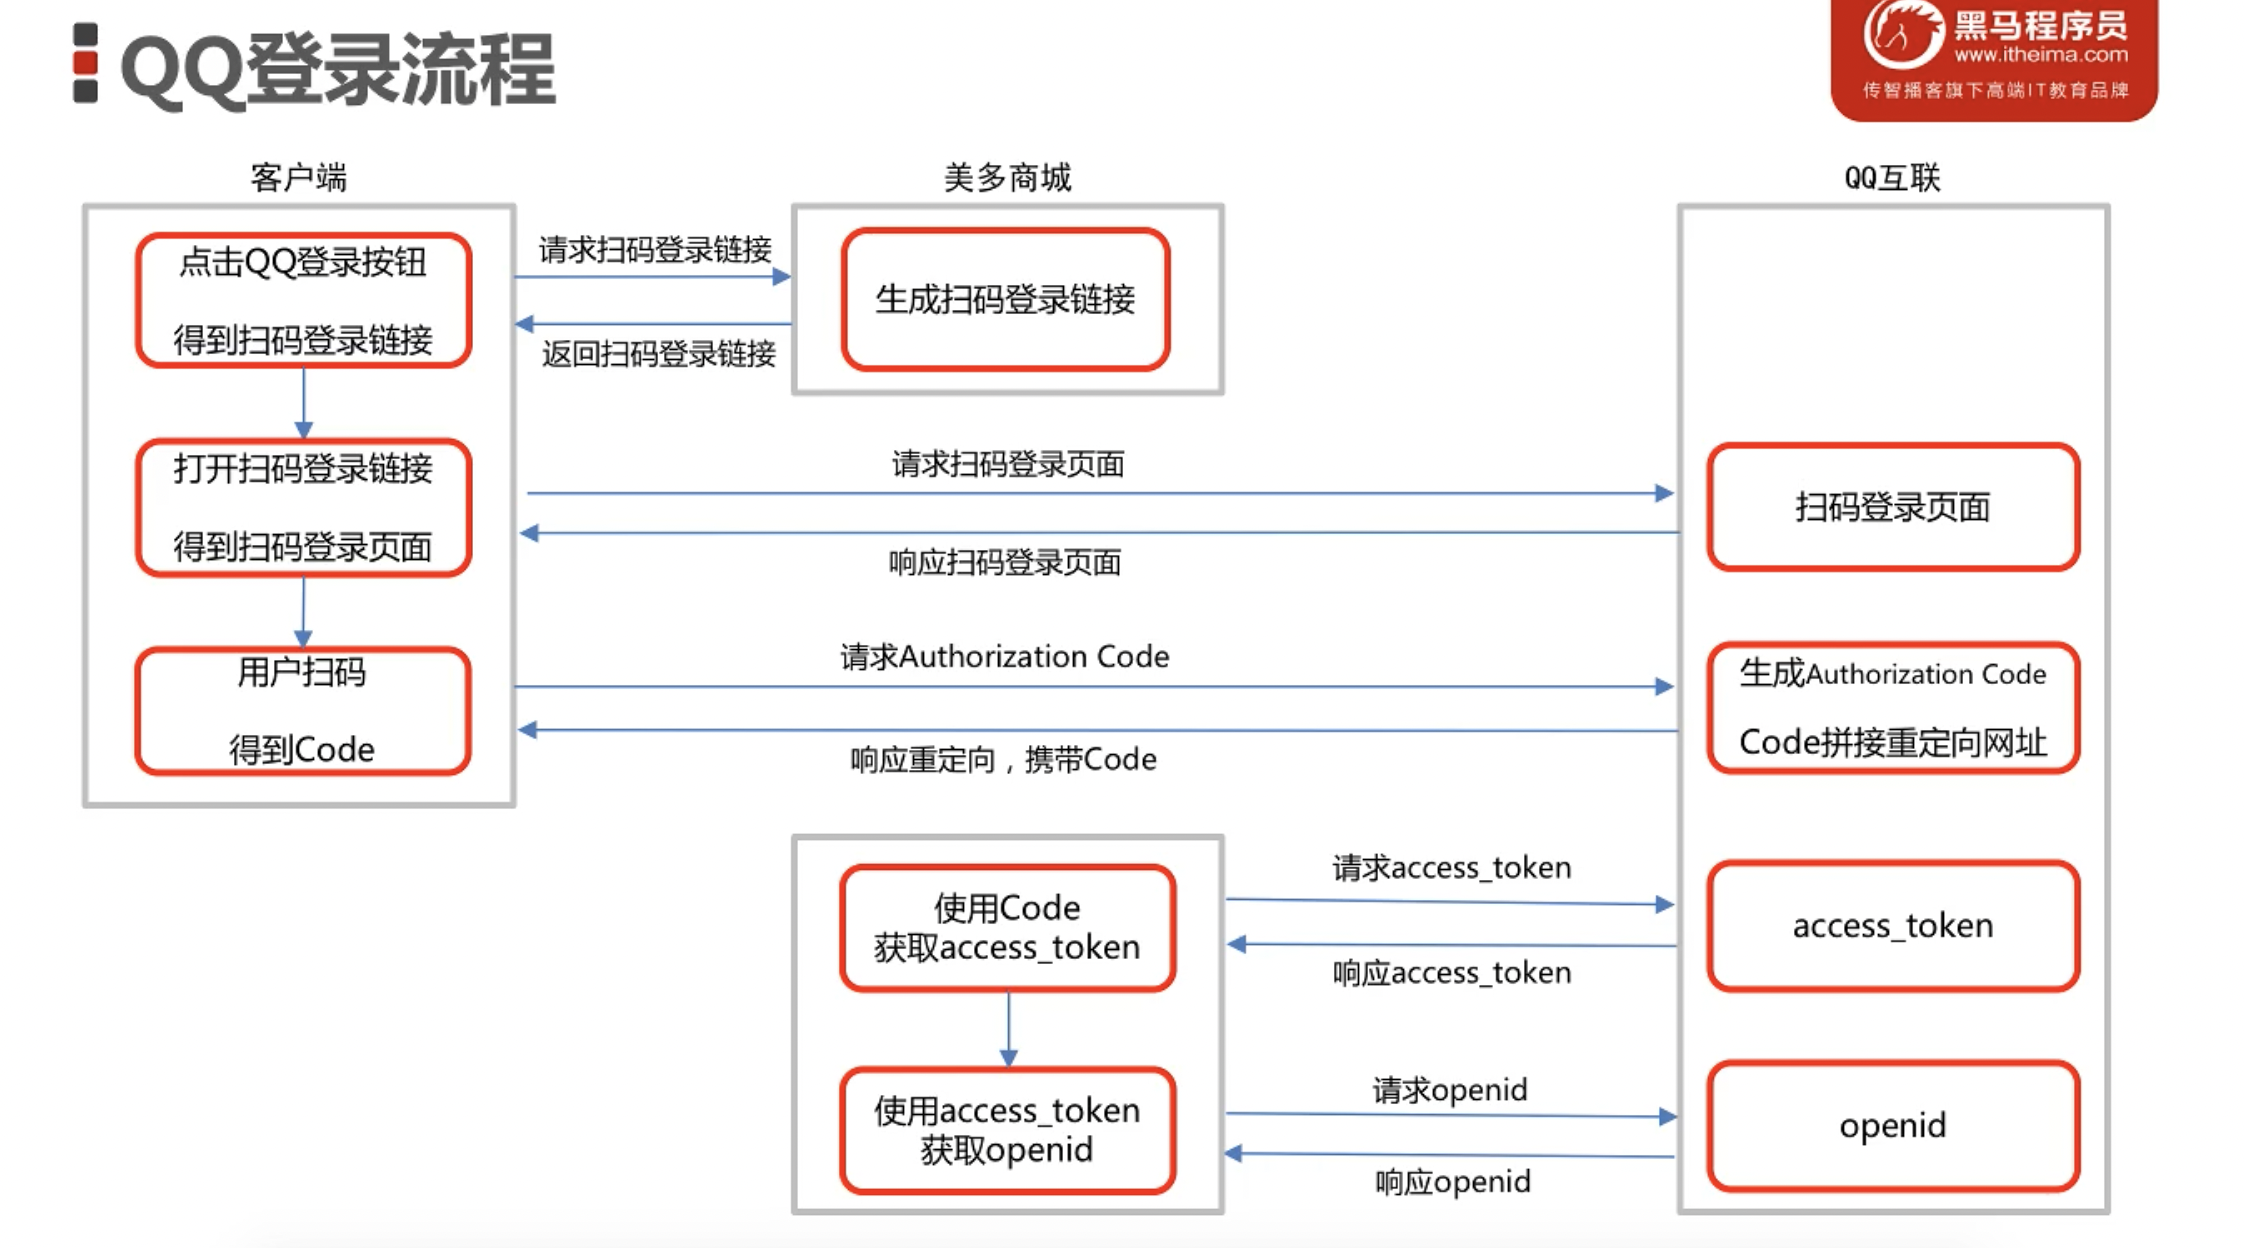 QQ登录流程
黑马程序员
www.itheima.com
传智播客旗下高端IT教育品牌
客户端
美多商城
QQ互联
点击QQ登录按钮
得到扫码登录链接
请求扫码登录链接
返回扫码登录链接
生成扫码登录链接
打开扫码登录链接
得到扫码登录页面
请求扫码登录页面
响应扫码登录页面
扫码登录页面
用户扫码
得到Code
请求Authorization Code
响应重定向，携带Code
生成Authorization Code
Code拼接重定向网址
使用Code
获取access_token
请求access_token
响应access_token
access_token
使用access_token
获取openid
请求openid
响应openid
openid